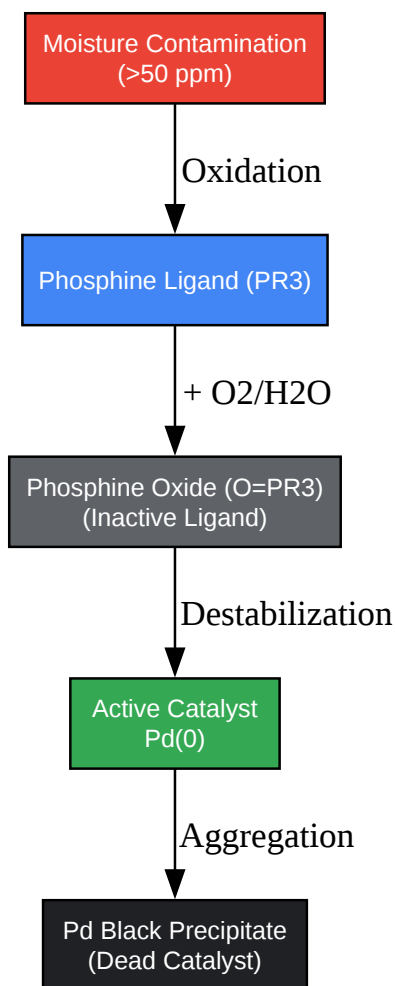 Moisture Contamination
(>50 ppm)
Oxidation
Phosphine Ligand (PR3)
+ O2/H2O
Phosphine Oxide (O=PR3)
(Inactive Ligand)
Destabilization
Active Catalyst
Pd(0)
Aggregation
Pd Black Precipitate
(Dead Catalyst)